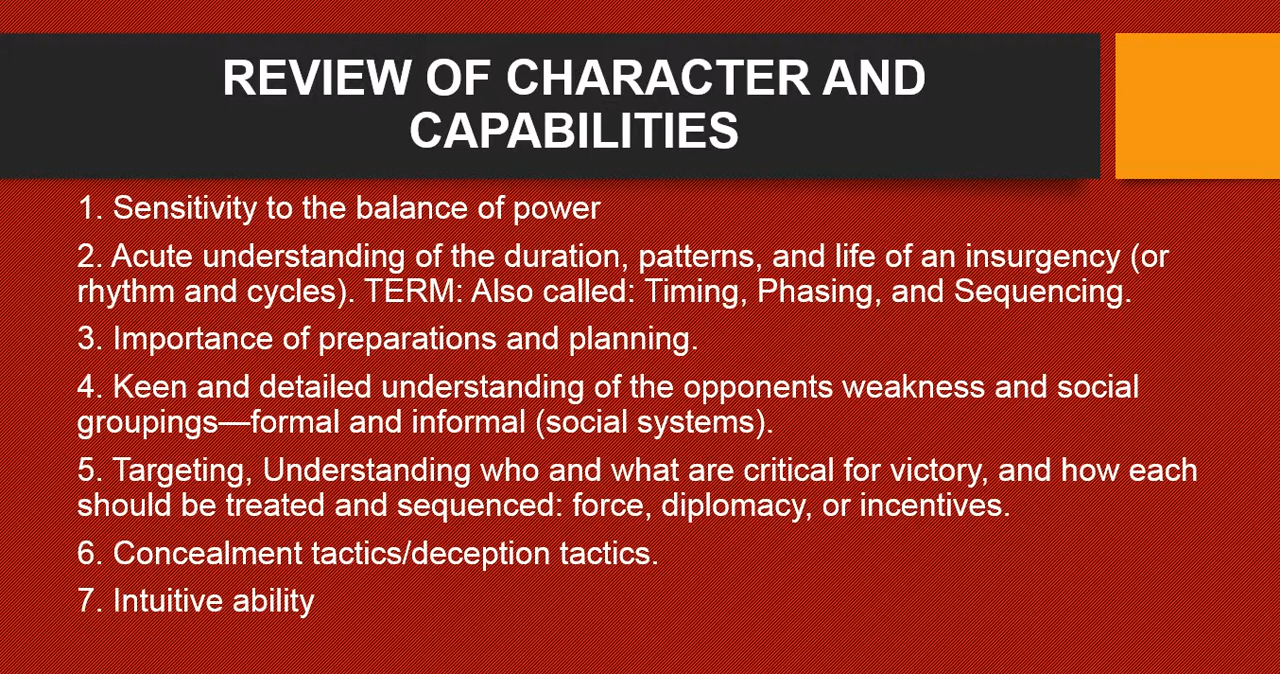 REVIEW OF CHARACTER AND
CAPABILITIES
1. Sensitivity to the balance of power
2. Acute understanding of the duration, patterns, and life of an insurgency (or
rhythm and cycles). TERM: Also called: Timing, Phasing, and Sequencing.
3. Importance of preparations and planning.
4. Keen and detailed understanding of the opponents weakness and social
groupings—formal and informal (social systems).
5. Targeting, Understanding who and what are critical for victory, and how each
should be treated and sequenced: force, diplomacy, or incentives.
6. Concealment tactics/deception tactics.
7. Intuitive ability